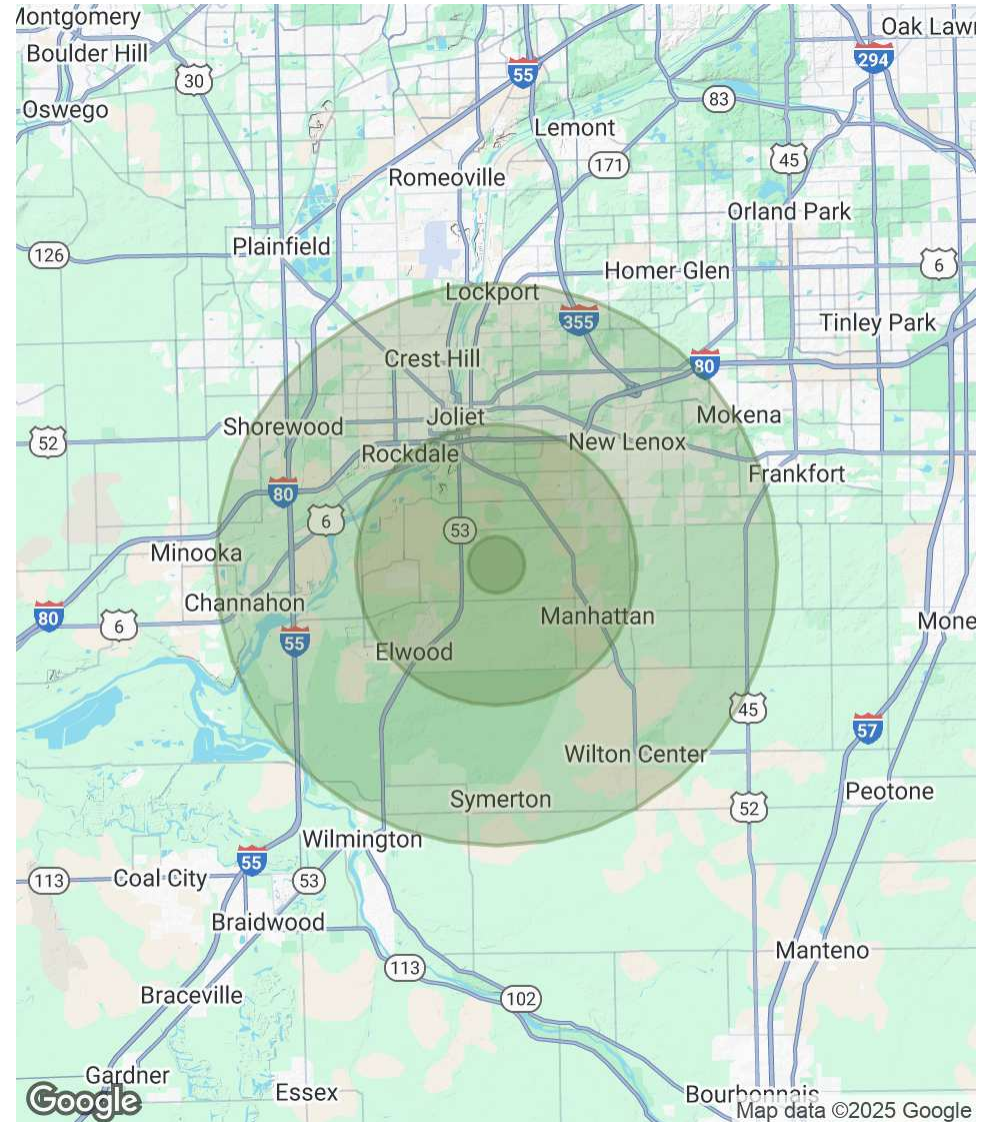 Montgomery
Oak Law
Boulder Hill
55
294
30
83
Oswego
Lemont
171
45
Romeoville
Orland Park
Plainfield
126
6
Homer Glen
Lockport
355
Tinley Park
Crest Hill
80
Mokena
Joliet
Shorewood
52
New Lenox
Rockdale
Frankfort
80
6
53
Minooka
Channahon
80
6
Manhattan
Mone
55
Elwood
45
57
Wilton Center
Peotone
Symerton
52
Wilmington
55
113
Coal City
53
Braidwood
Manteno
113
Braceville
102
Gardner
Essex
Bourbonnais
Google
Map data ©2025 Google